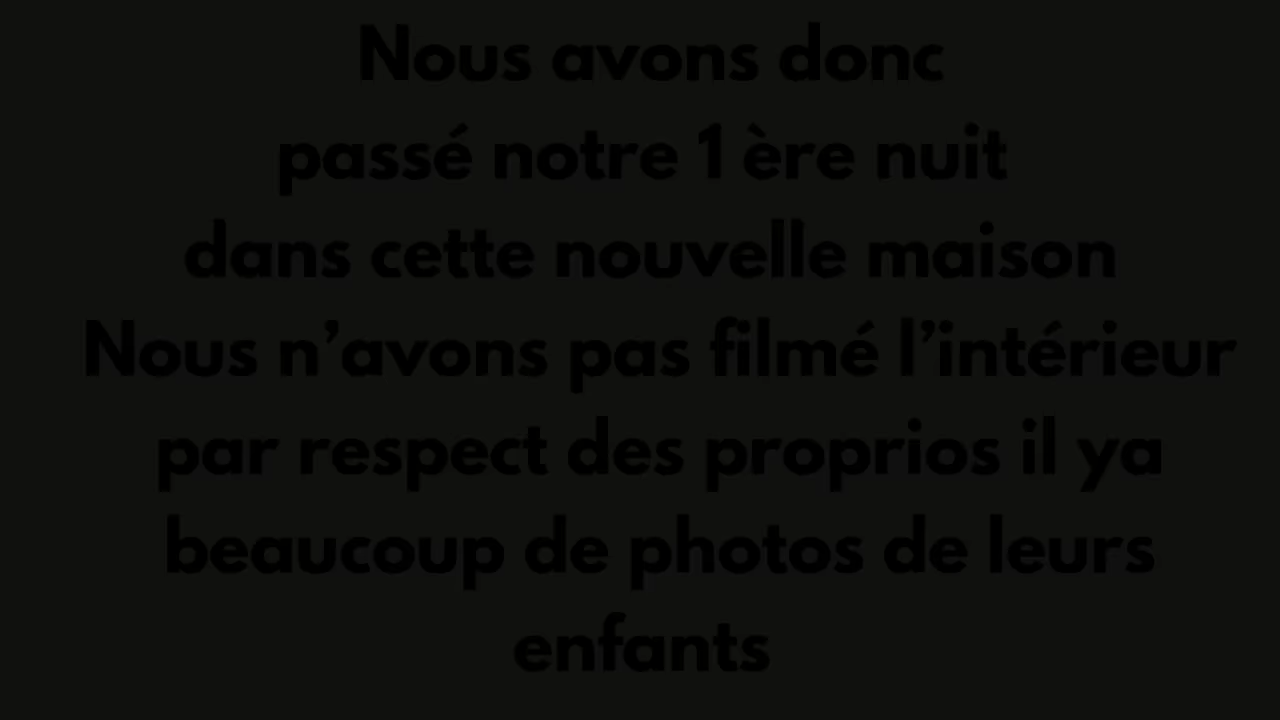 Nous avons donc
passé notre 1 ère nuit
dans cette nouvelle maison
Nous n’avons pas filmé l’intérieur
par respect des proprios il ya
beaucoup de photos de leurs
enfants